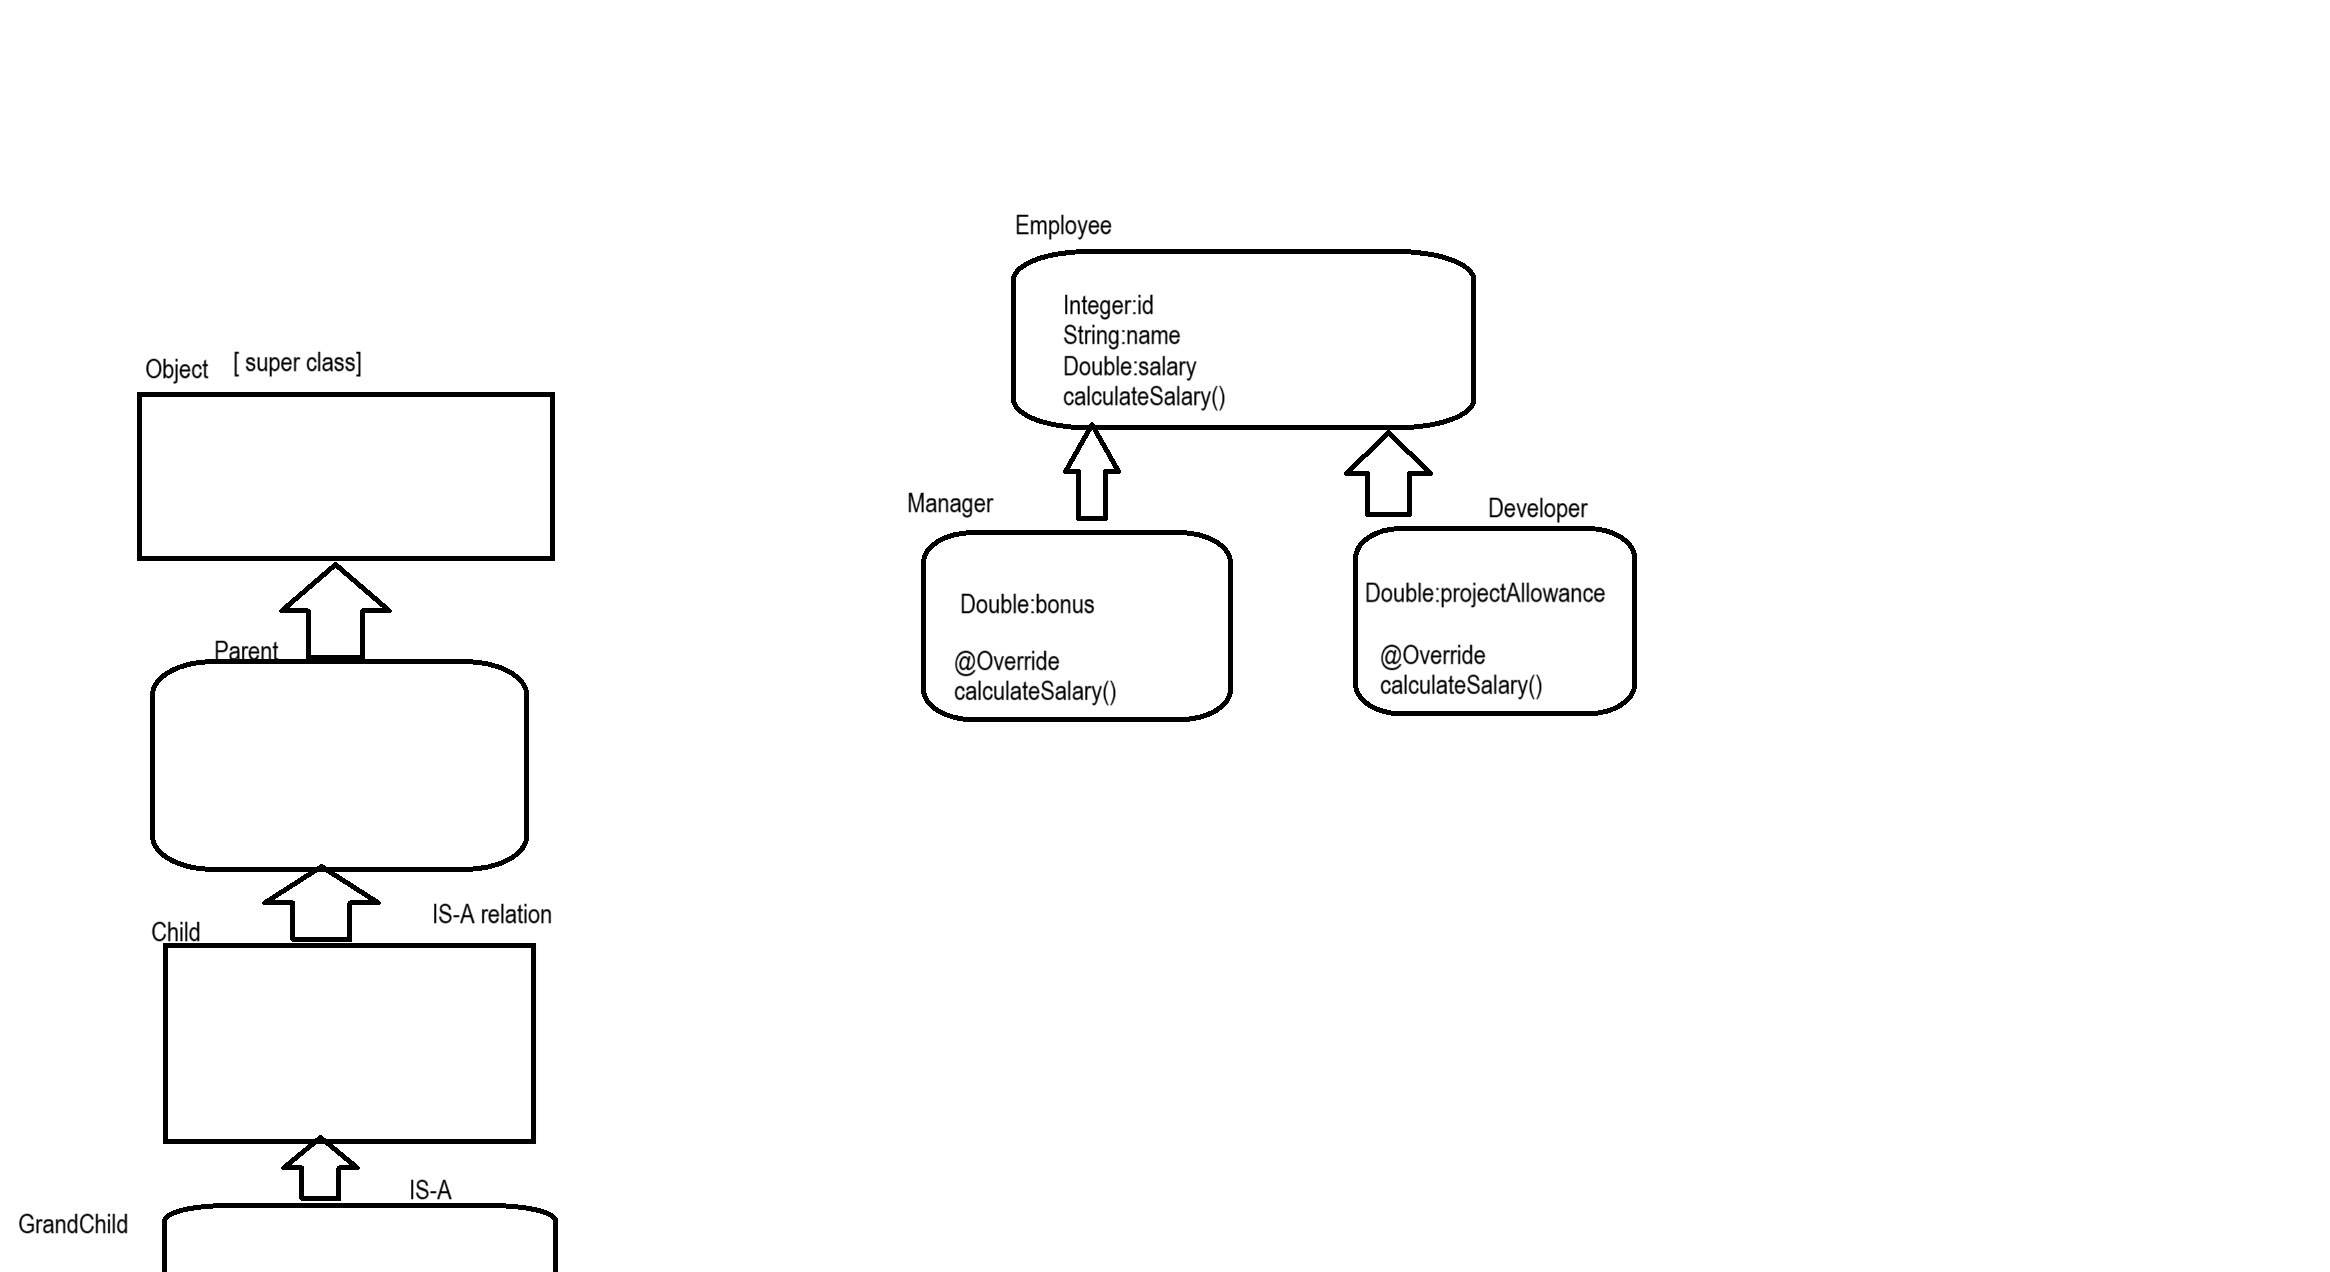 Object [ super class]
Parent
IS-A relation
Child
IS-A
GrandChild
Employee
Integer:id
String:name
Double:salary
calculateSalary()
Manager
Double:bonus
@Override
calculateSalary()
Developer
Double:projectAllowance
@Override
calculateSalary()